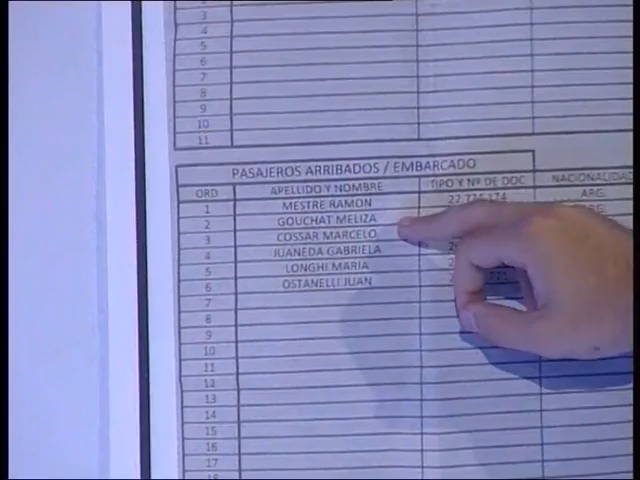 2
3
4
5
6
7
8
9
10
11
PASAJEROS ARRIBADOS / EMBARCADO
ORD APELLIDO Y NOMBRE TIPO Y Nº DE DOC NACIONALIDAD
1 MESTRE RAMON ARG
2 GOUCHAT MELIZA
3 COSSAR MARCELO
4 JUANEDA GABRIELA
5 LONGHI MARIA
6 OSTANELLI JUAN
7
8
9
10
11
12
13
14
15
16
17
18